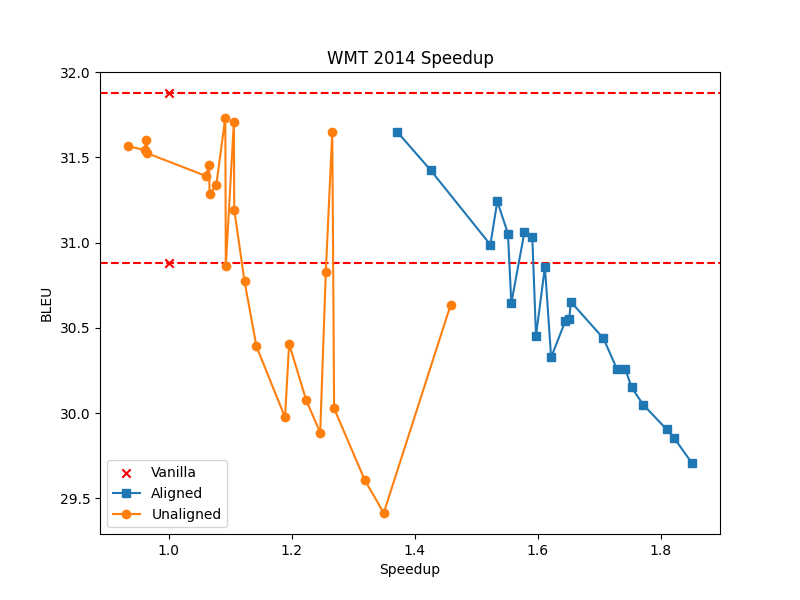 WMT 2014 Speedup
32.0
31.5
31.0
30.5
30.0
29.5
BLEU
Vanilla
Aligned
Unaligned
1.0 1.2 1.4 1.6 1.8
Speedup